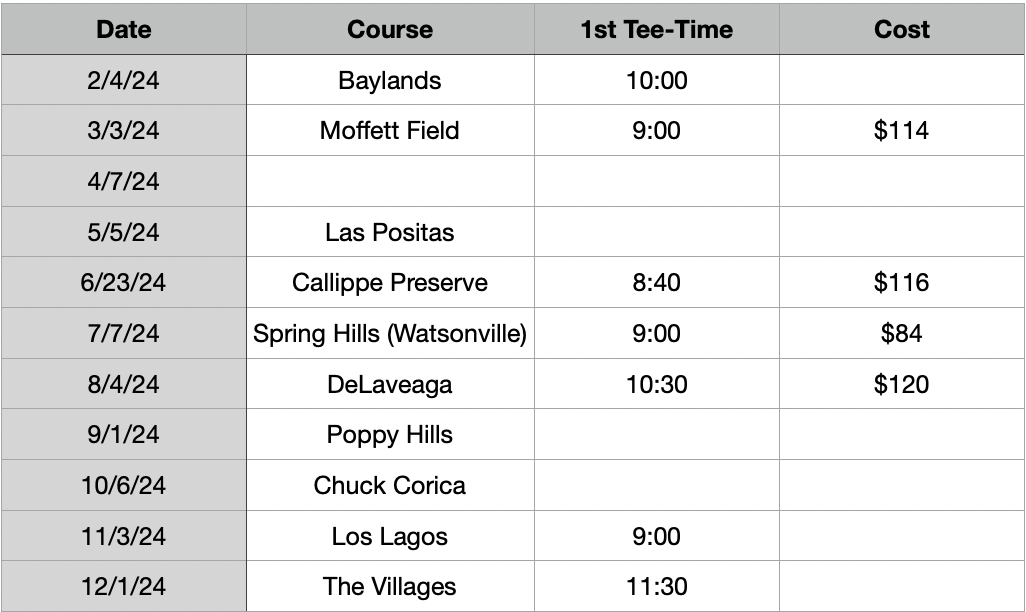 Date Course 1st Tee-Time Cost
2/4/24 Baylands 10:00
3/3/24 Moffett Field 9:00 $114
4/7/24
5/5/24 Las Positas
6/23/24 Callippe Preserve 8:40 $116
7/7/24 Spring Hills (Watsonville) 9:00 $84
8/4/24 DeLaveaga 10:30 $120
9/1/24 Poppy Hills
10/6/24 Chuck Corica
11/3/24 Los Lagos 9:00
12/1/24 The Villages 11:30